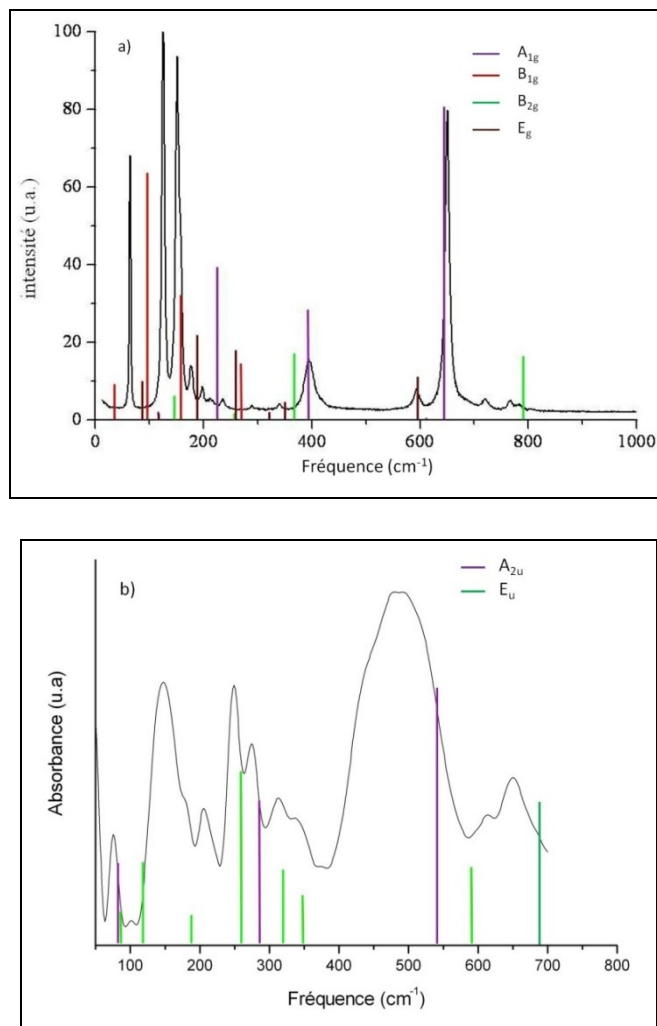 a)
A1g
B1g
B2g
Eg
100
80
60
40
20
0
intensité (u.a.)
0 200 400 600 800 1000
Fréquence (cm-1)
b)
A2u
Eu
Absorbance (u.a)
100 200 300 400 500 600 700 800
Fréquence (cm-1)